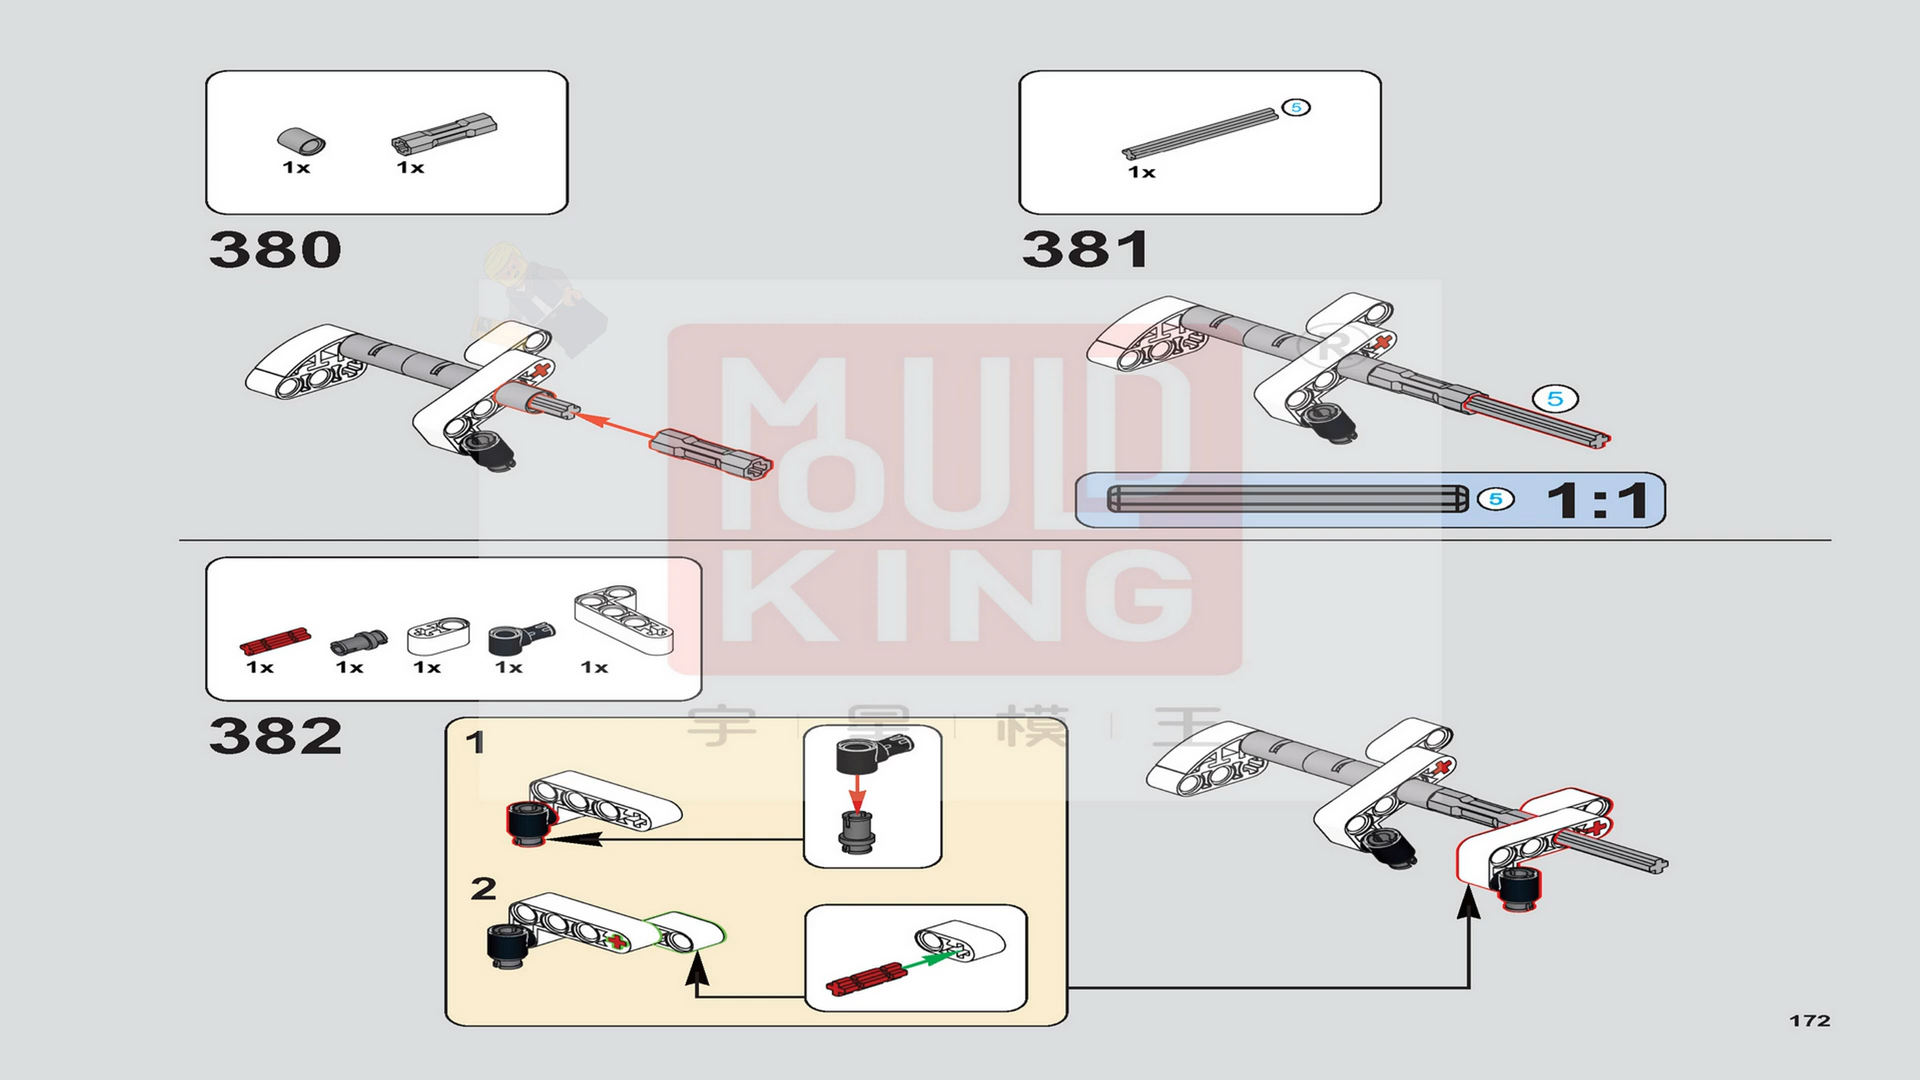 1x 1x
380
5
1x
381
5
5 1:1
MOULD
KING
®
宇 | 星 | 模 | 王
1x 1x 1x 1x 1x
382
1
2
172